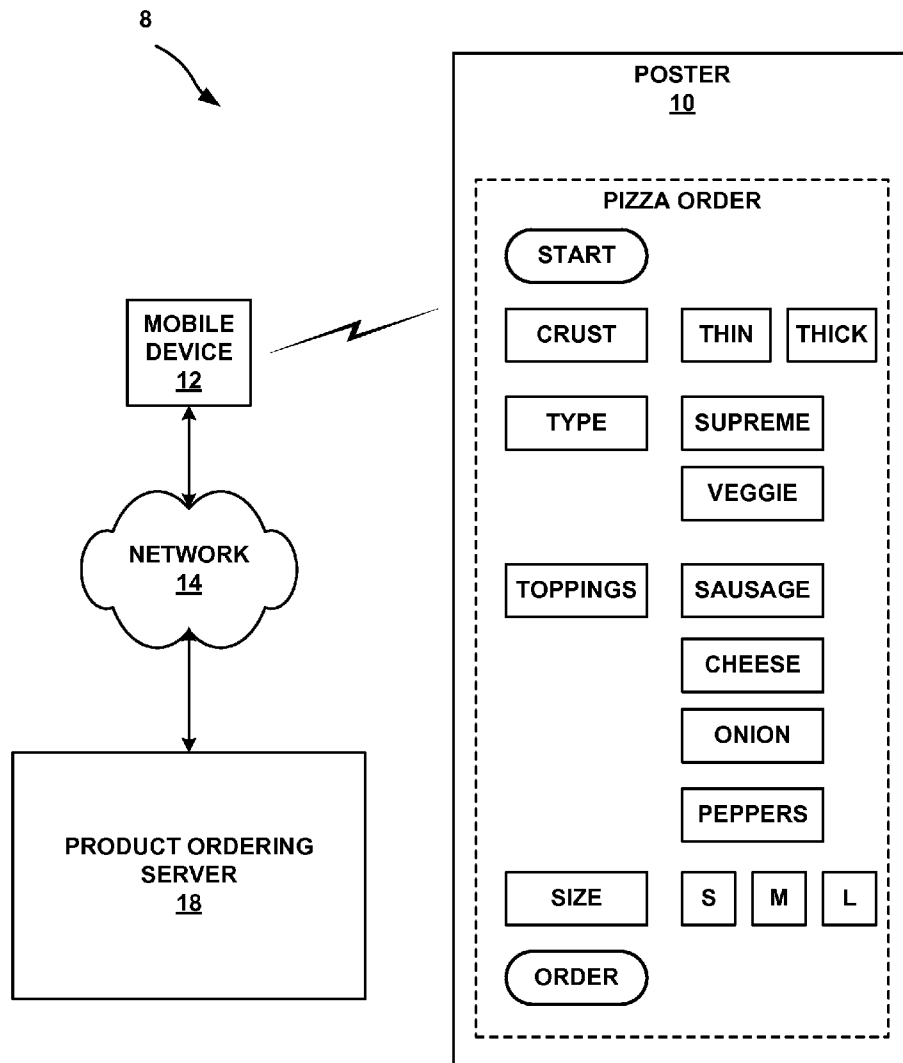 8
POSTER
10
PIZZA ORDER
START
CRUST THIN THICK
TYPE SUPREME
VEGGIE
TOPPINGS SAUSAGE
CHEESE
ONION
PEPPERS
SIZE S M L
ORDER
MOBILE
DEVICE
12
NETWORK
14
PRODUCT ORDERING
SERVER
18